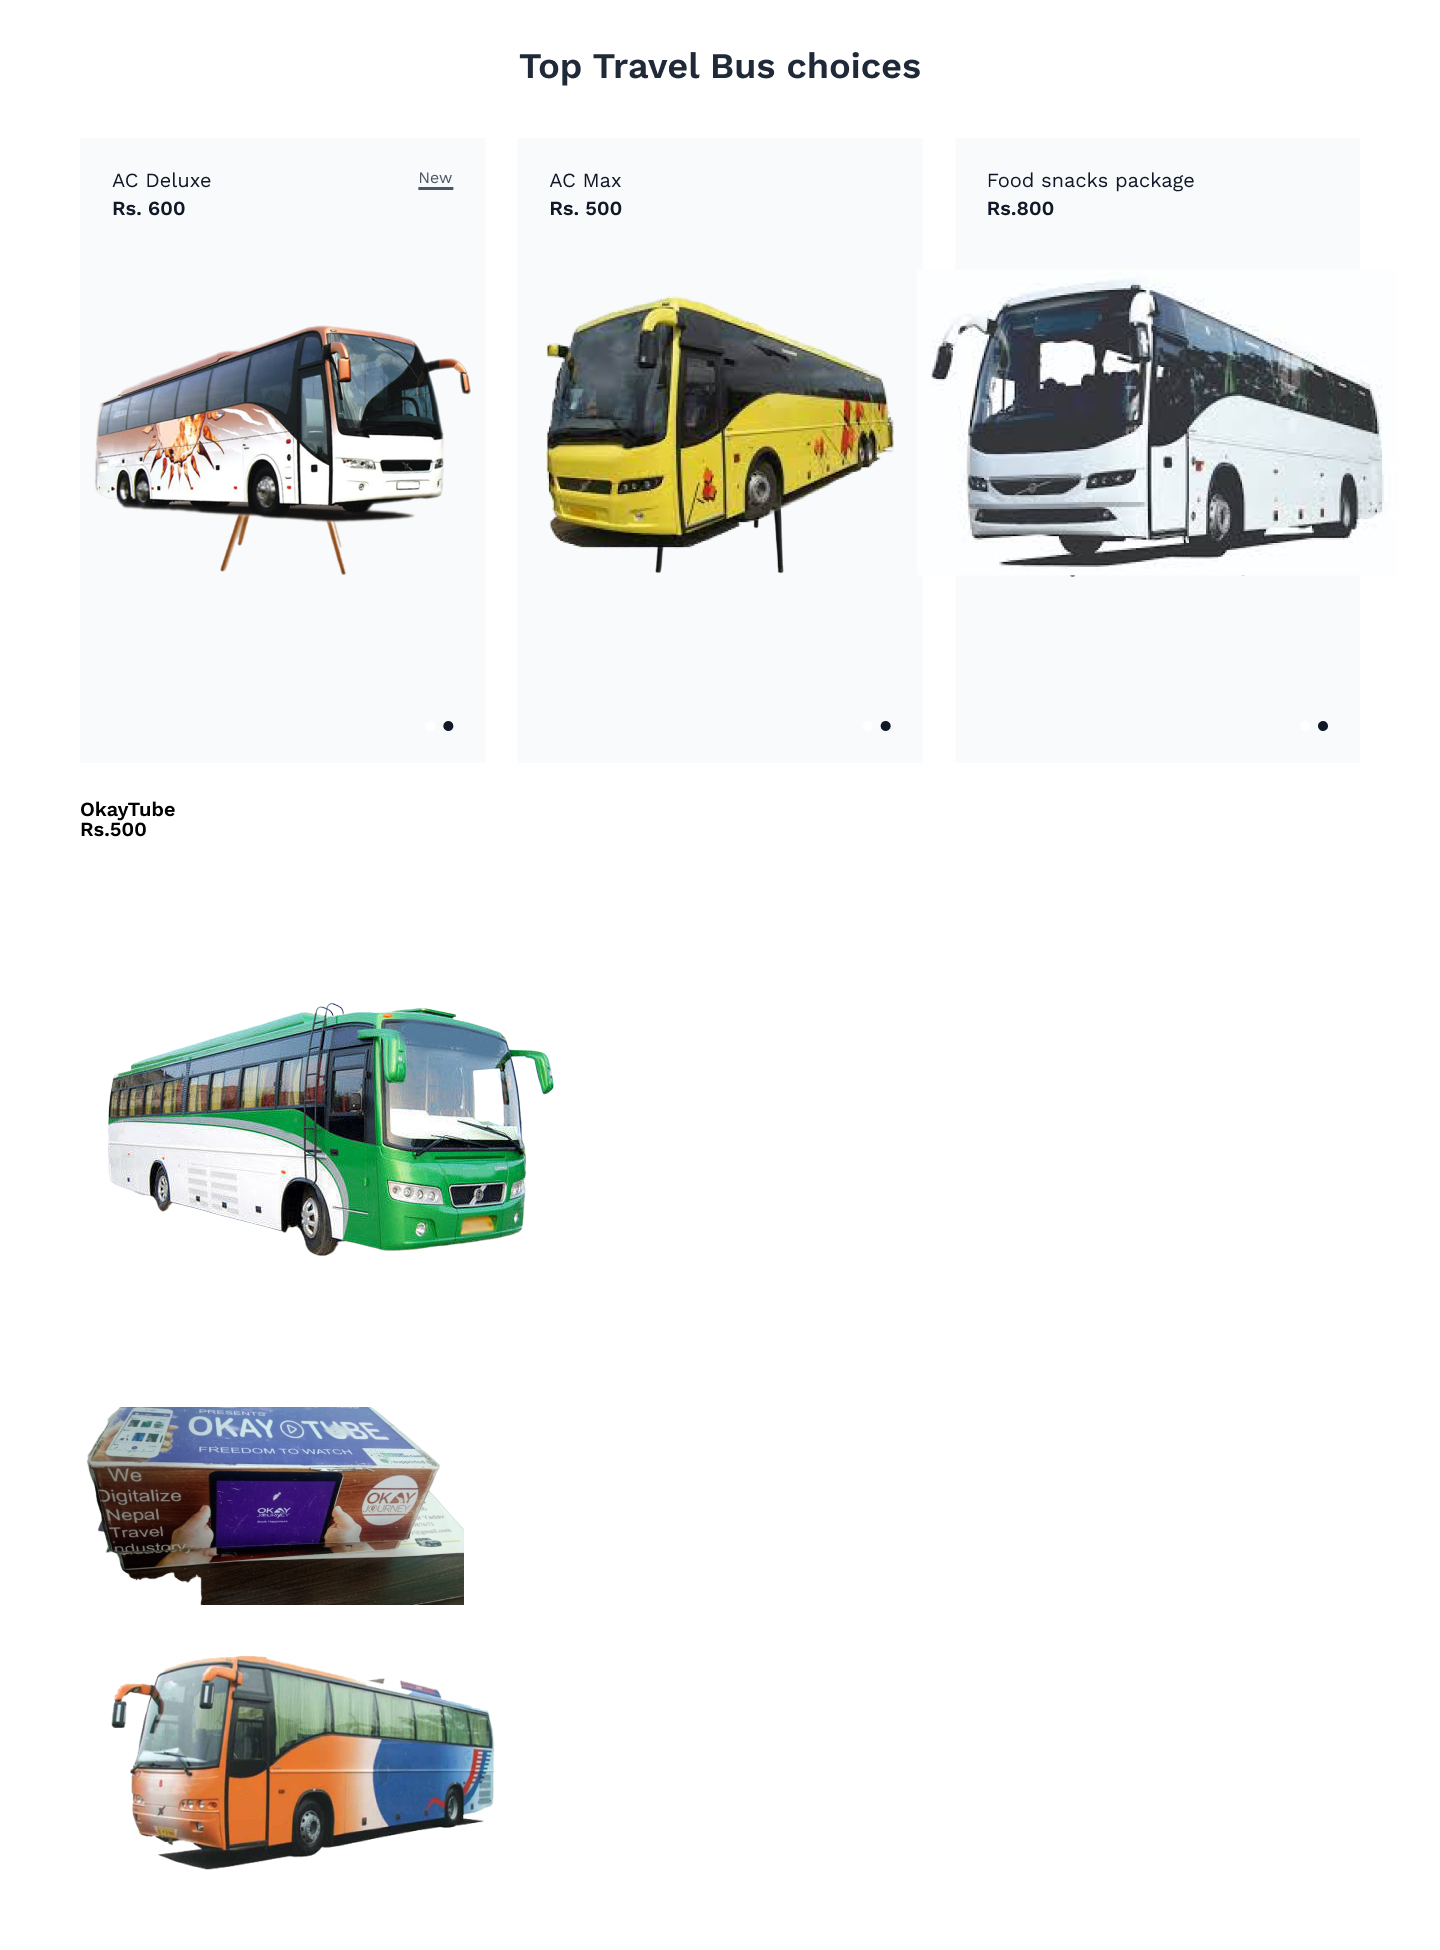 Top Travel Bus choices
AC Deluxe
New
Rs. 600
AC Max
Rs. 500
Food snacks package
Rs.800
OkayTube
Rs.500
PRESENTS
OKAY TUBE
FREEDOM TO WATCH
We
Digitalize
Nepal
Travel
Industory
OKAY
JOURNEY
OKAY
JOURNEY